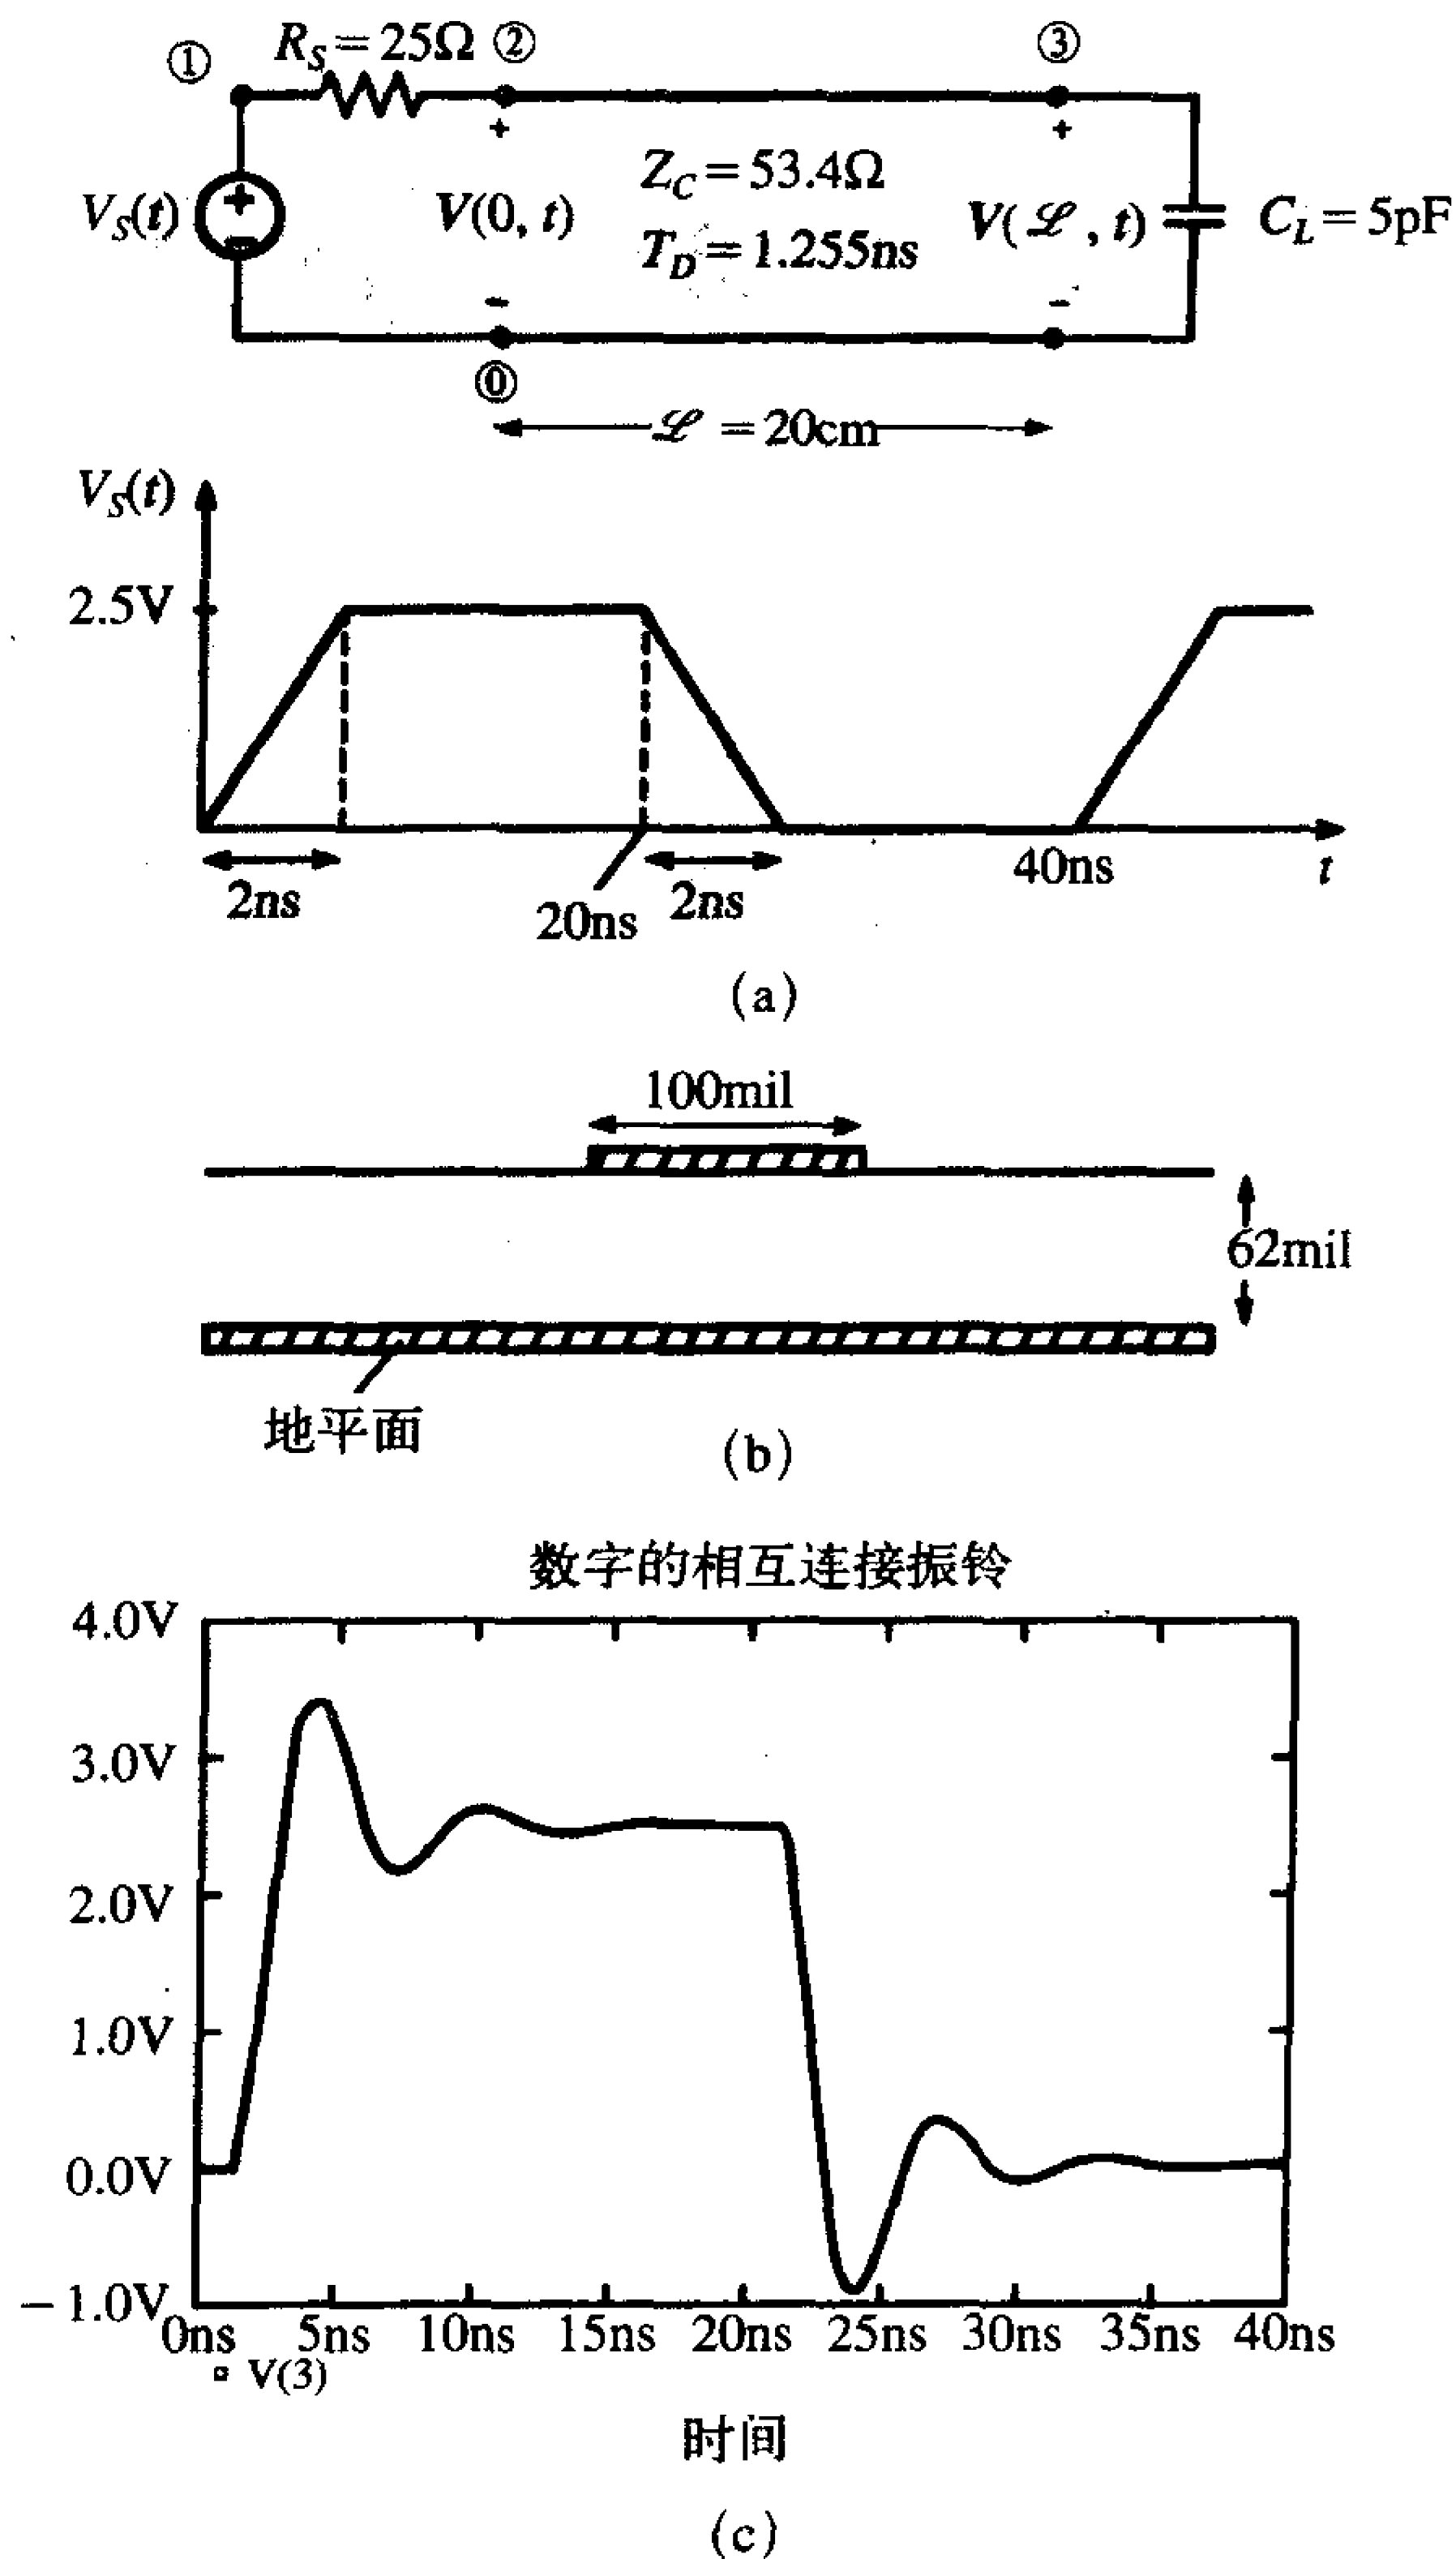 ① R_S = 25Ω ② ③
V_S(t) + − + V(0, t) − Z_C = 53.4Ω + V(ℒ, t) − C_L = 5pF
T_D = 1.255ns
⓪
ℒ = 20cm
V_S(t)
2.5V
2ns 20ns 2ns 40ns t
(a)
100mil
62mil
地平面
(b)
数字的相互连接振铃
4.0V
3.0V
2.0V
1.0V
0.0V
−1.0V
0ns 5ns 10ns 15ns 20ns 25ns 30ns 35ns 40ns
▫ V(3)
时间
(c)